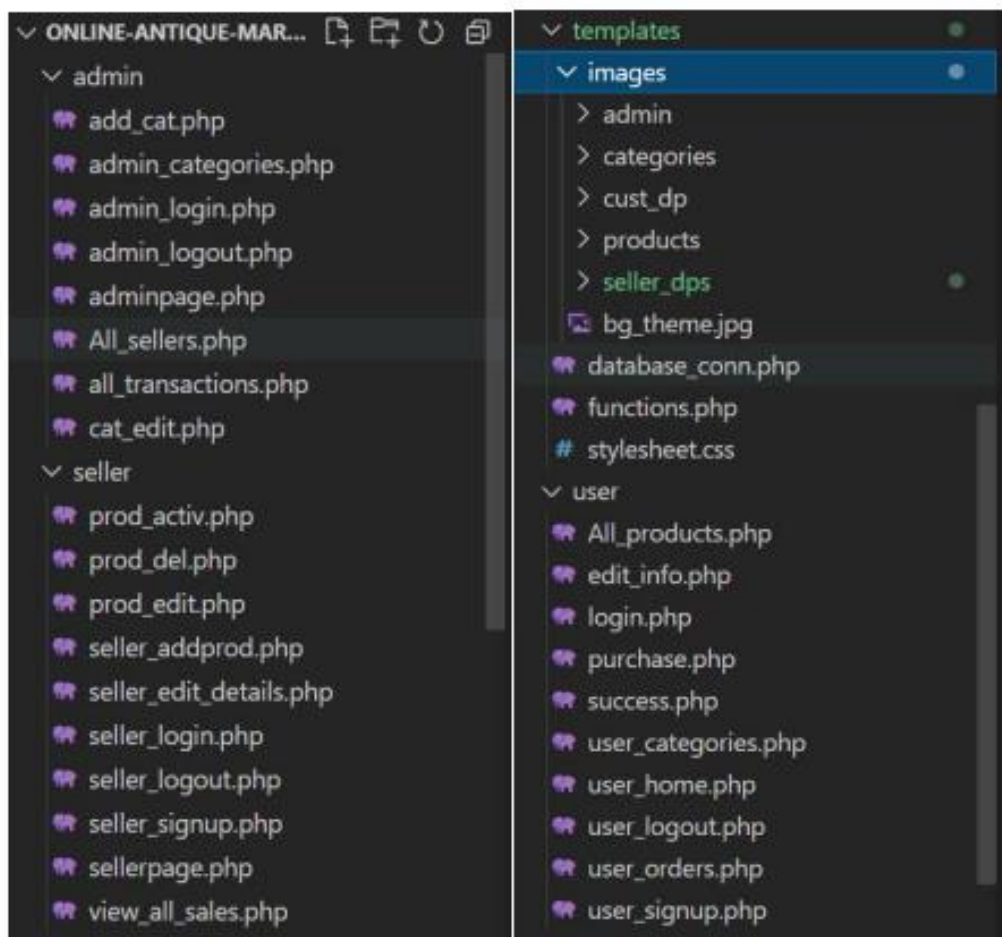 ONLINE-ANTIQUE-MAR...
admin
add_cat.php
admin_categories.php
admin_login.php
admin_logout.php
adminpage.php
All_sellers.php
all_transactions.php
cat_edit.php
seller
prod_activ.php
prod_del.php
prod_edit.php
seller_addprod.php
seller_edit_details.php
seller_login.php
seller_logout.php
seller_signup.php
sellerpage.php
view_all_sales.php
templates
images
admin
categories
cust_dp
products
seller_dps
bg_theme.jpg
database_conn.php
functions.php
# stylesheet.css
user
All_products.php
edit_info.php
login.php
purchase.php
success.php
user_categories.php
user_home.php
user_logout.php
user_orders.php
user_signup.php